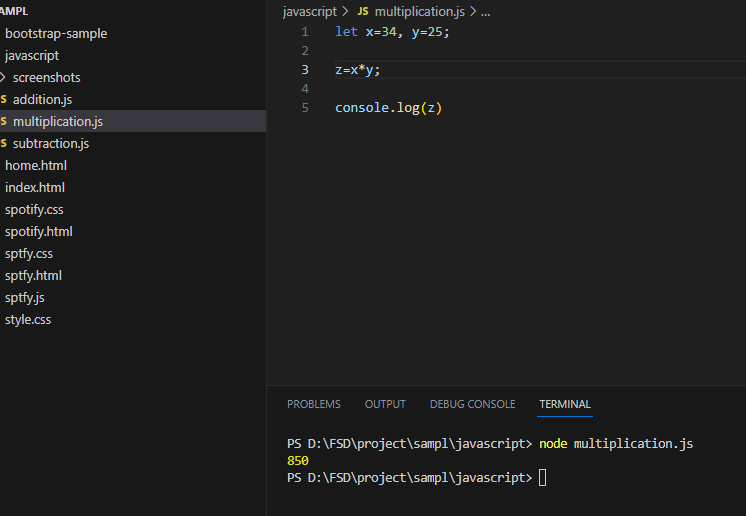 AMPL
bootstrap-sample
javascript
screenshots
JS addition.js
JS multiplication.js
JS subtraction.js
home.html
index.html
spotify.css
spotify.html
sptfy.css
sptfy.html
sptfy.js
style.css
javascript > JS multiplication.js > ...
1 let x=34, y=25;
2
3 z=x*y;
4
5 console.log(z)
PROBLEMS OUTPUT DEBUG CONSOLE TERMINAL
PS D:\FSD\project\sampl\javascript> node multiplication.js
850
PS D:\FSD\project\sampl\javascript>